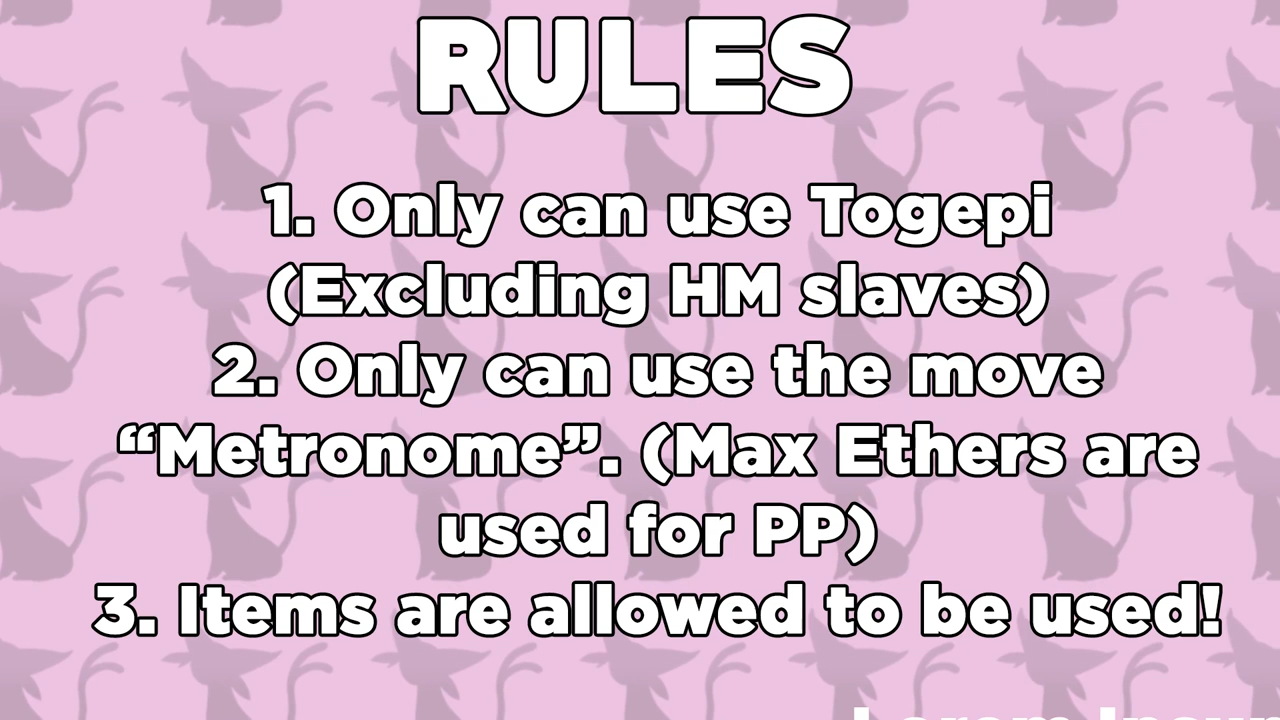 RULES
1. Only can use Togepi
(Excluding HM slaves)
2. Only can use the move
“Metronome”. (Max Ethers are
used for PP)
3. Items are allowed to be used!